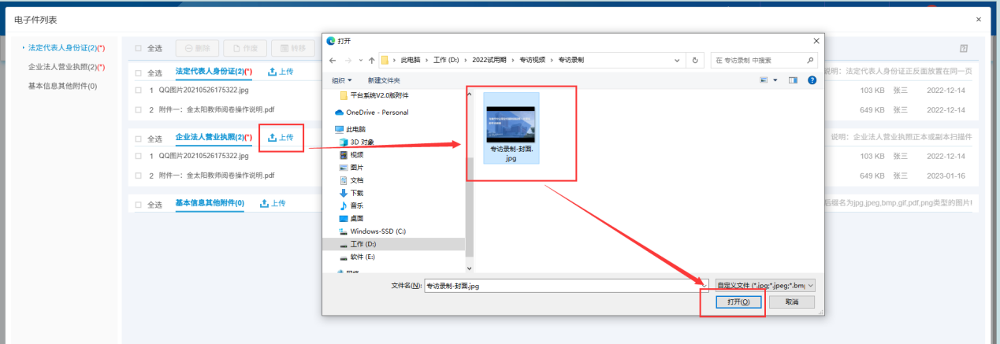 电子件列表
×
法定代表人身份证(2)(*)
企业法人营业执照(2)(*)
基本信息其他附件(0)
全选 删除 作废 转移
全选 法定代表人身份证(2)(*) 上传
说明：法定代表人身份证正反面放置在同一页
1 QQ图片20210526175322.jpg
103 KB 张三 2022-12-14
2 附件一：金太阳教师阅卷操作说明.pdf
649 KB 张三 2022-12-14
全选 企业法人营业执照(2)(*) 上传
说明：企业法人营业执照正本或副本扫描件
1 QQ图片20210526175322.jpg
103 KB 张三 2022-12-14
2 附件一：金太阳教师阅卷操作说明.pdf
649 KB 张三 2023-01-16
全选 基本信息其他附件(0) 上传
后缀名为jpg,jpeg,bmp,gif,pdf,png类型的图片
打开
此电脑 › 工作 (D:) › 2022试用期 › 专访视频 › 专访录制
在 专访录制 中搜索
组织 新建文件夹
平台系统V2.0版附件
OneDrive - Personal
此电脑
3D 对象
视频
图片
文档
下载
音乐
桌面
Windows-SSD (C:)
工作 (D:)
软件 (E:)
网络
专访录制-封面.
jpg
文件名(N): 专访录制-封面.jpg
自定义文件 (*.jpg;*.jpeg;*.bmp
打开(O) 取消